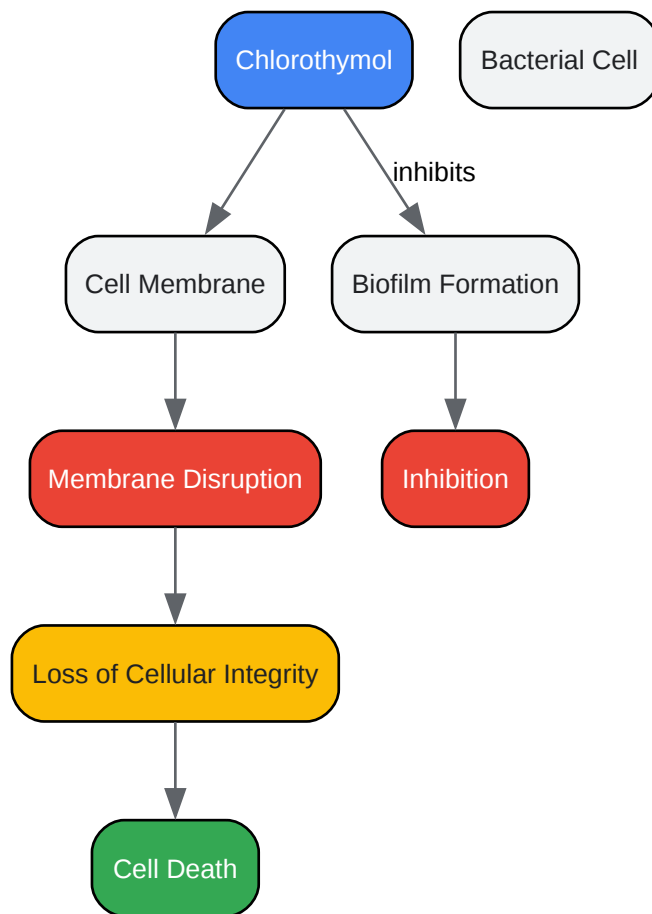 Chlorothymol
Bacterial Cell
inhibits
Cell Membrane
Biofilm Formation
Membrane Disruption
Inhibition
Loss of Cellular Integrity
Cell Death